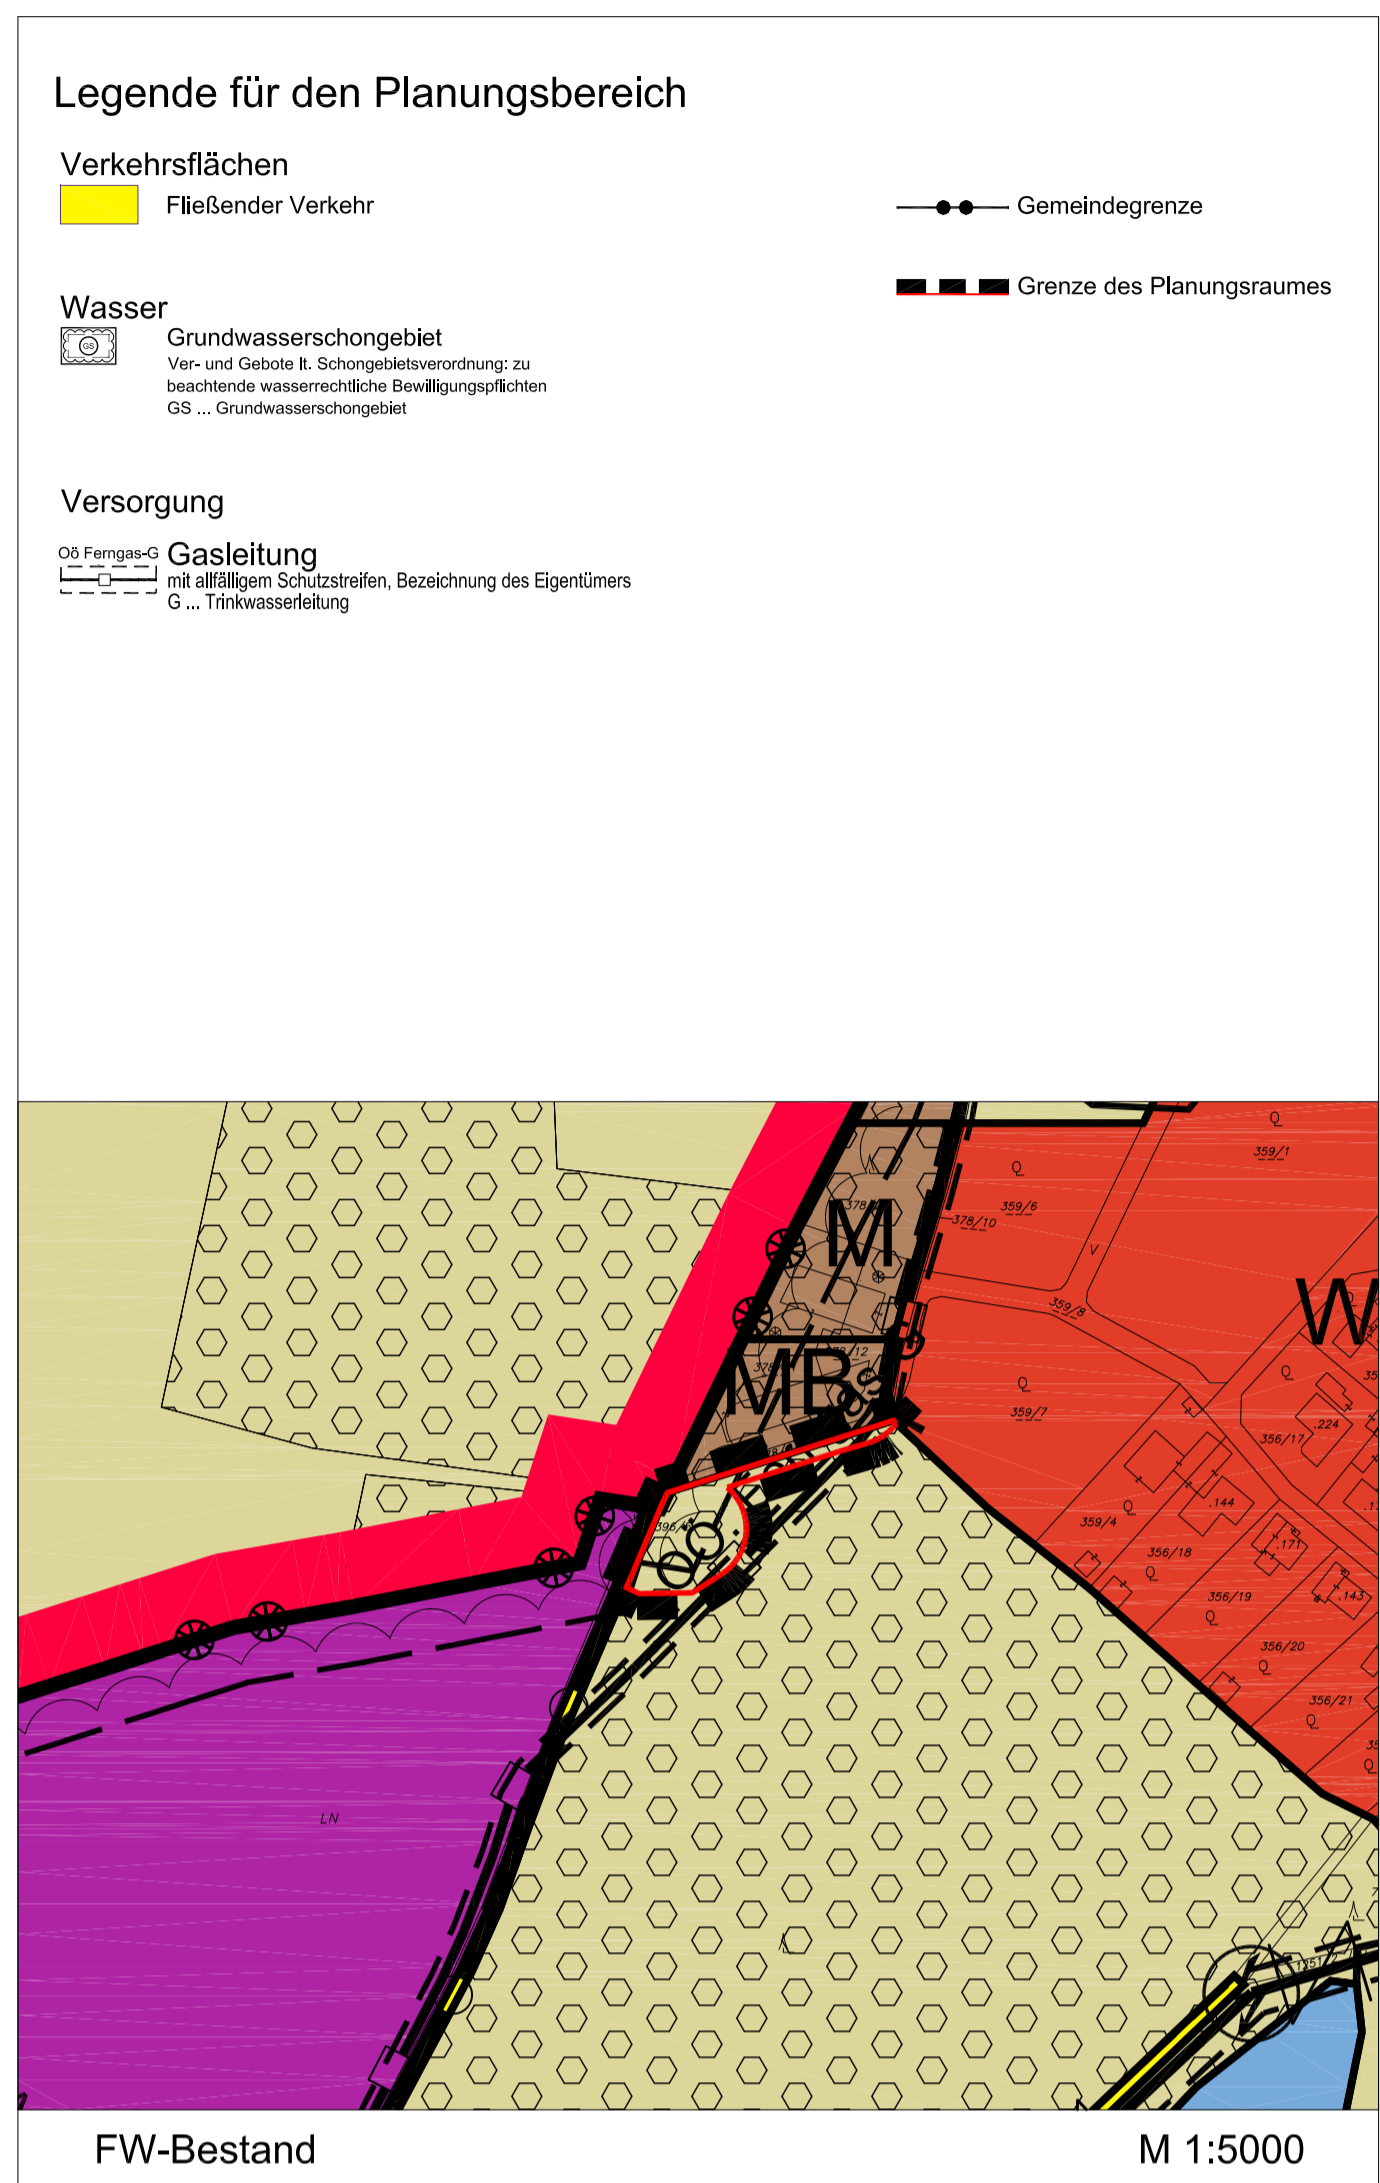 Legende für den Planungsbereich
Verkehrsflächen
Fließender Verkehr
Gemeindegrenze
Grenze des Planungsraumes
Wasser
GS
Grundwasserschongebiet
Ver- und Gebote lt. Schongebietsverordnung: zu
beachtende wasserrechtliche Bewilligungspflichten
GS ... Grundwasserschongebiet
Versorgung
Oö Ferngas-G
Gasleitung
mit allfälligem Schutzstreifen, Bezeichnung des Eigentümers
G ... Trinkwasserleitung
359/1
359/6
378/10
M
V
359/8
W
MB
359/7
.224
356/17
.144
359/4
.171
356/18
356/19
.143
356/20
356/21
LN
FW-Bestand
M 1:5000